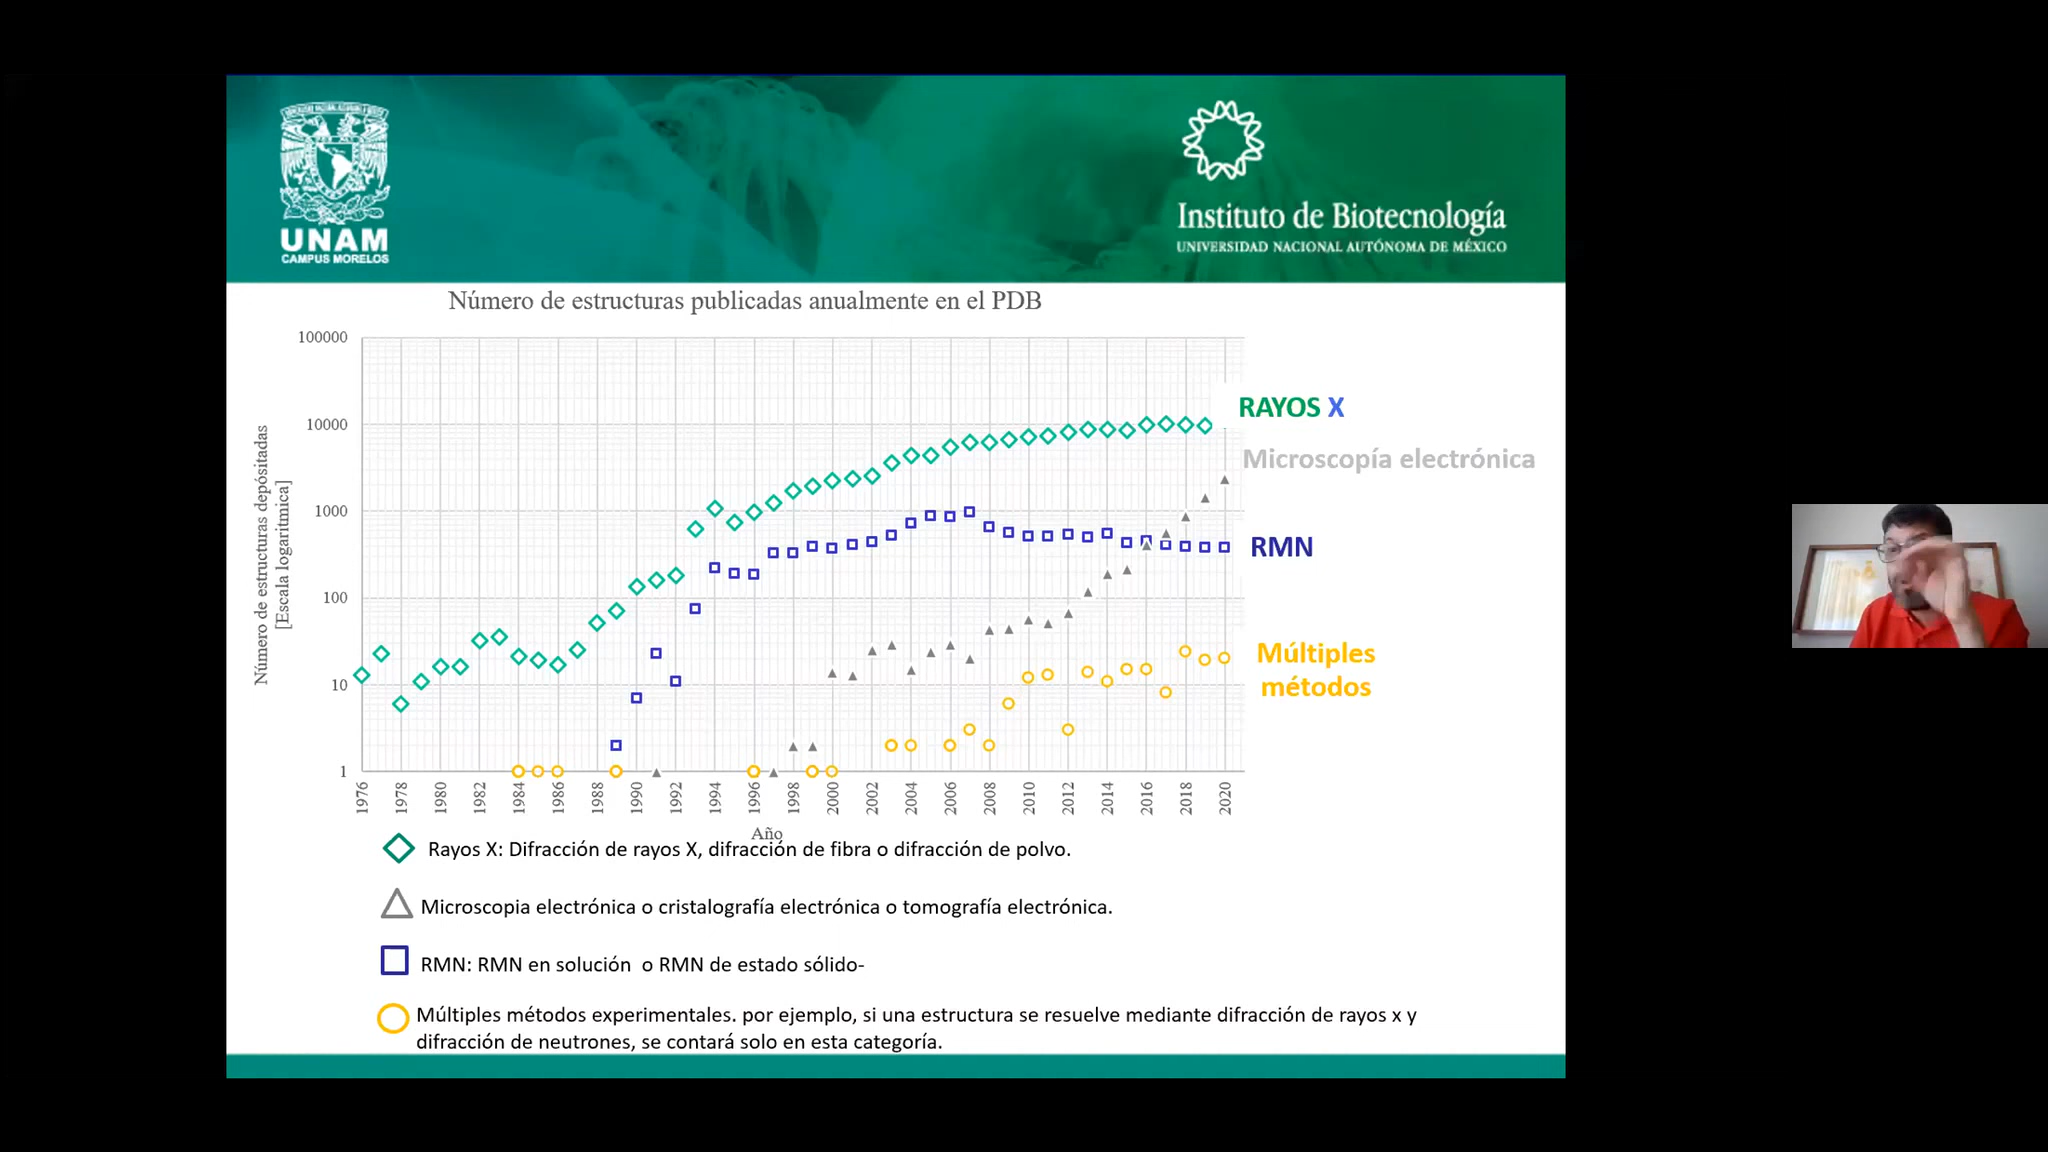 UNAM
CAMPUS MORELOS
Instituto de Biotecnología
UNIVERSIDAD NACIONAL AUTÓNOMA DE MÉXICO
Número de estructuras publicadas anualmente en el PDB
Número de estructuras depósitadas
[Escala logaritmica]
100000
10000
1000
100
10
1
RAYOS X
Microscopía electrónica
RMN
Múltiples
métodos
1976 1978 1980 1982 1984 1986 1988 1990 1992 1994 1996 1998 2000 2002 2004 2006 2008 2010 2012 2014 2016 2018 2020
Año
Rayos X: Difracción de rayos X, difracción de fibra o difracción de polvo.
Microscopia electrónica o cristalografía electrónica o tomografía electrónica.
RMN: RMN en solución o RMN de estado sólido-
Múltiples métodos experimentales. por ejemplo, si una estructura se resuelve mediante difracción de rayos x y
difracción de neutrones, se contará solo en esta categoría.